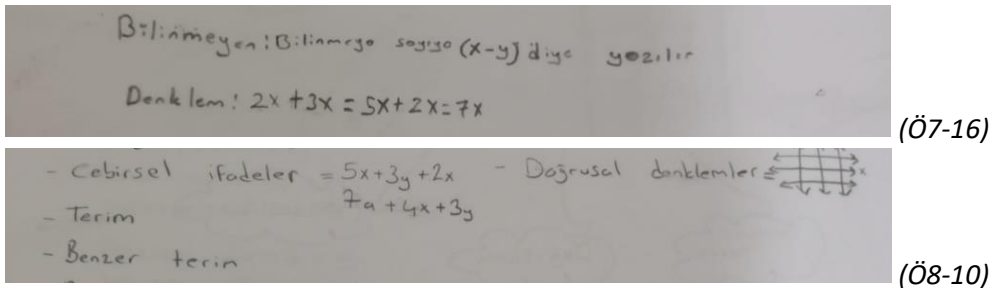 Bilinmeyen: Bilinmeye sayıya (x-y) diye yazılır
Denklem: 2x + 3x = 5x + 2x = 7x
(Ö7-16)
- Cebirsel ifadeler = 5x + 3y + 2x - Doğrusal denklemler =
7a + 4x + 3y
x
- Terim
- Benzer terim
(Ö8-10)